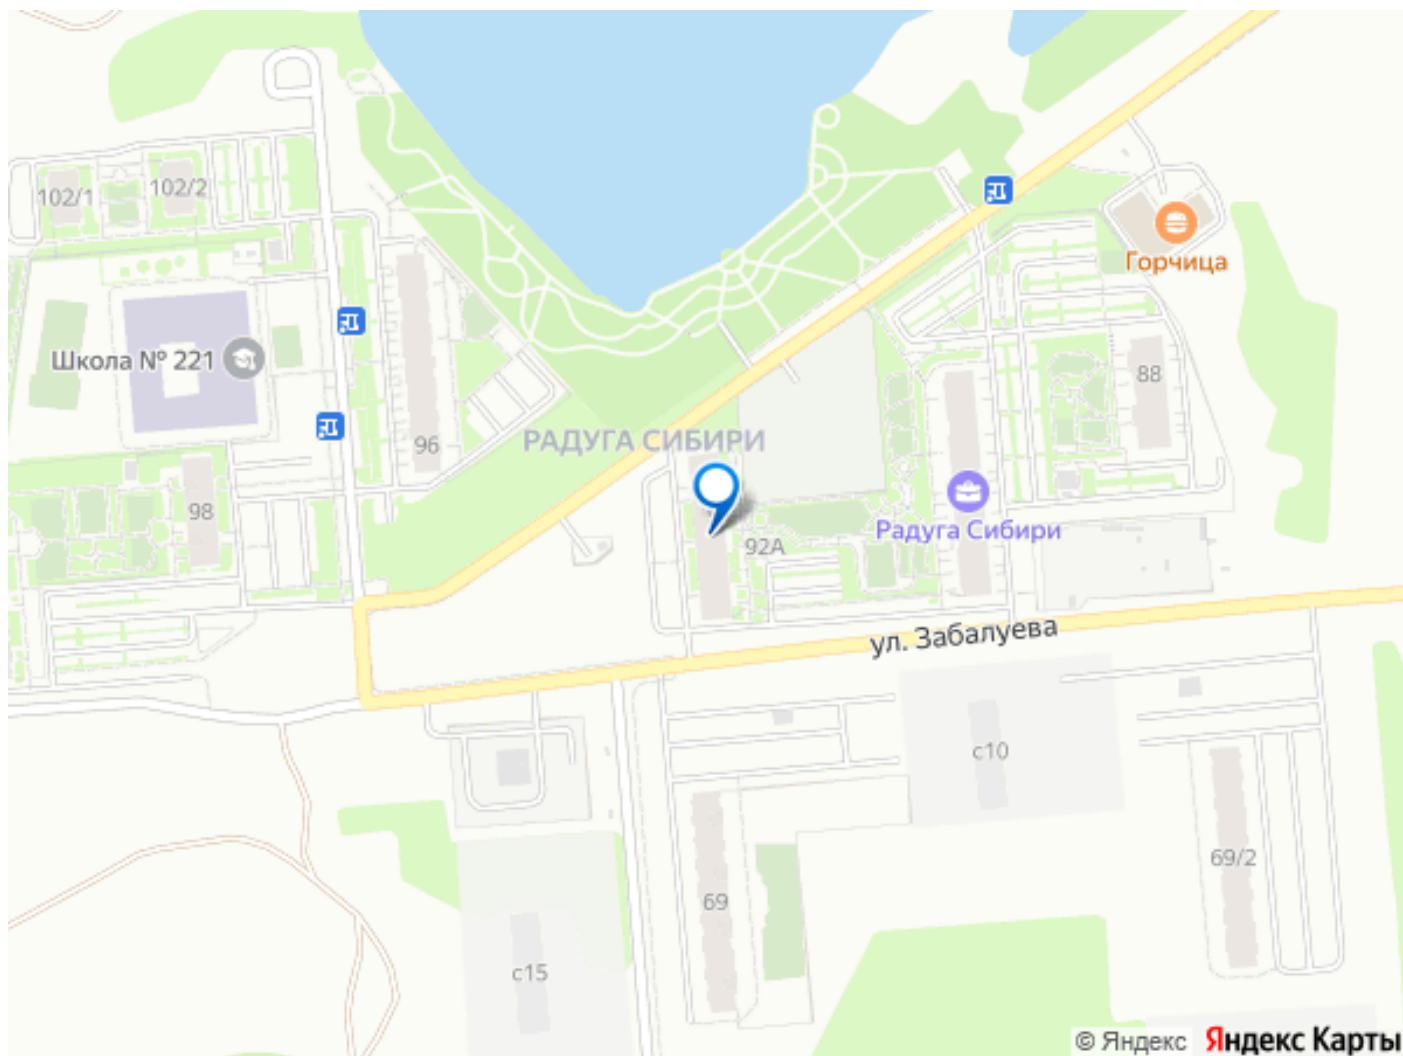 102/1
102/2
Горчица
Школа № 221
88
96
РАДУГА СИБИРИ
98
Радуга Сибири
92А
ул. Забалуева
с10
69/2
69
с15
© Яндекс Яндекс Карты